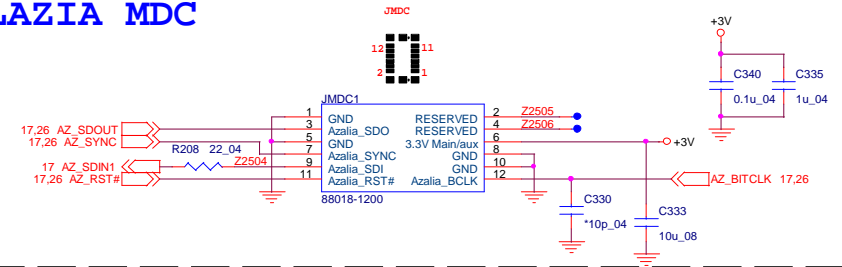 LAZIA MDC
JMDC
12 11
2 1
+3V
C340
0.1u_04
C335
1u_04
JMDC1
1 GND
3 Azalia_SDO
5 GND
7 Azalia_SYNC
9 Azalia_SDI
11 Azalia_RST#
RESERVED 2 Z2505
RESERVED 4 Z2506
3.3V Main/aux 6
GND 8
GND 10
Azalia_BCLK 12
88018-1200
17,26 AZ_SDOUT
17,26 AZ_SYNC
R208 22_04
17 AZ_SDIN1
Z2504
17,26 AZ_RST#
+3V
AZ_BITCLK 17,26
C330
*10p_04
C333
10u_08